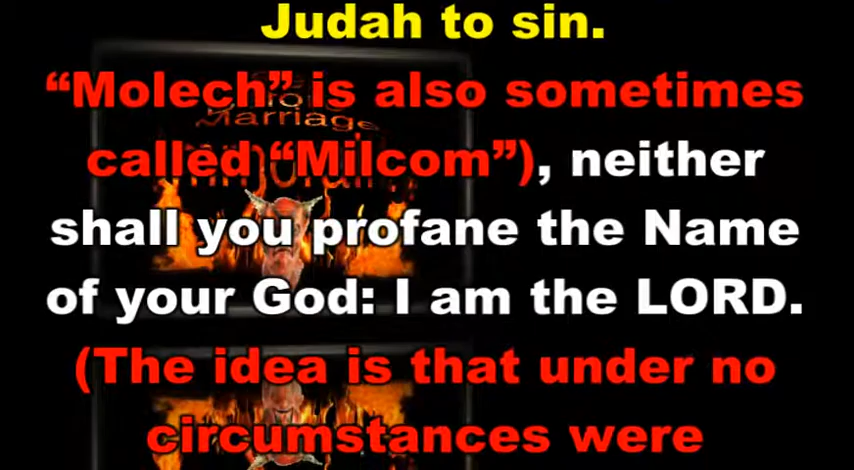 Judah to sin.
“Molech” is also sometimes
called “Milcom”), neither
shall you profane the Name
of your God: I am the LORD.
(The idea is that under no
circumstances were
Marriage